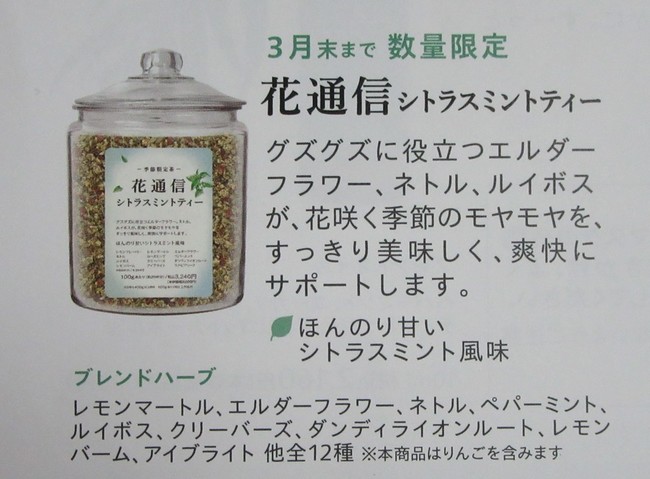 3月末まで 数量限定
花通信 シトラスミントティー
グズグズに役立つエルダー
フラワー、ネトル、ルイボス
が、花咲く季節のモヤモヤを、
すっきり美味しく、爽快に
サポートします。
ほんのり甘い
シトラスミント風味
ー季節限定茶ー
花通信
シトラスミントティー
ほんのり甘いシトラスミント風味
ブレンドハーブ
レモンマートル、エルダーフラワー、ネトル、ペパーミント、
ルイボス、クリーバーズ、ダンディライオンルート、レモン
バーム、アイブライト 他全12種 ※本商品はりんごを含みます